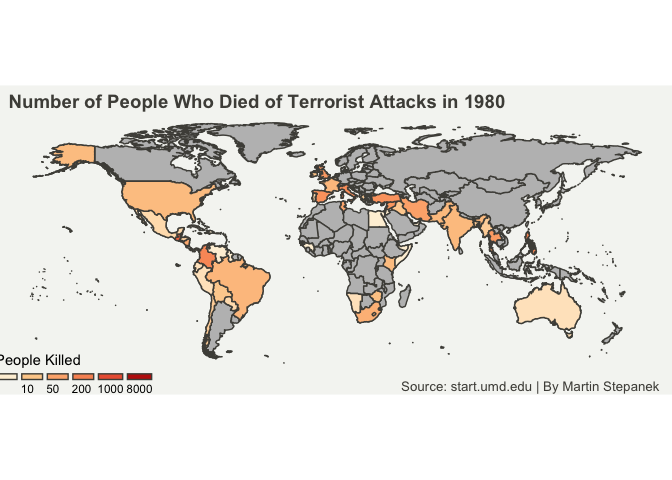 Number of People Who Died of Terrorist Attacks in 1980
People Killed
10 50 200 1000 8000
Source: start.umd.edu | By Martin Stepanek